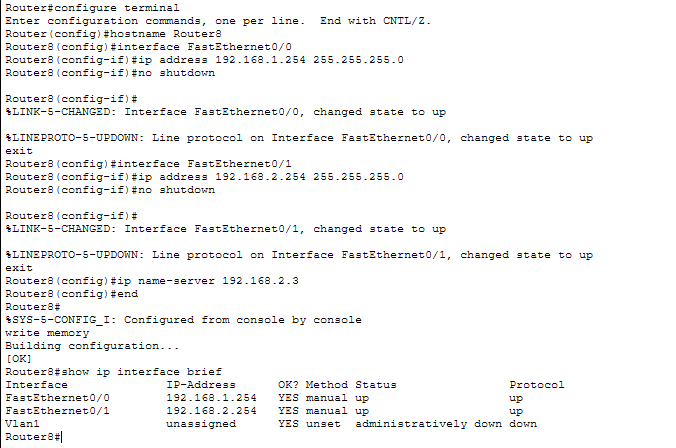 Router#configure terminal
Enter configuration commands, one per line.  End with CNTL/Z.
Router(config)#hostname Router8
Router8(config)#interface FastEthernet0/0
Router8(config-if)#ip address 192.168.1.254 255.255.255.0
Router8(config-if)#no shutdown

Router8(config-if)#
%LINK-5-CHANGED: Interface FastEthernet0/0, changed state to up

%LINEPROTO-5-UPDOWN: Line protocol on Interface FastEthernet0/0, changed state to up
exit
Router8(config)#interface FastEthernet0/1
Router8(config-if)#ip address 192.168.2.254 255.255.255.0
Router8(config-if)#no shutdown

Router8(config-if)#
%LINK-5-CHANGED: Interface FastEthernet0/1, changed state to up

%LINEPROTO-5-UPDOWN: Line protocol on Interface FastEthernet0/1, changed state to up
exit
Router8(config)#ip name-server 192.168.2.3
Router8(config)#end
Router8#
%SYS-5-CONFIG_I: Configured from console by console
write memory
Building configuration...
[OK]
Router8#show ip interface brief
Interface              IP-Address      OK? Method Status                Protocol
FastEthernet0/0        192.168.1.254   YES manual up                    up
FastEthernet0/1        192.168.2.254   YES manual up                    up
Vlan1                  unassigned      YES unset  administratively down down
Router8#